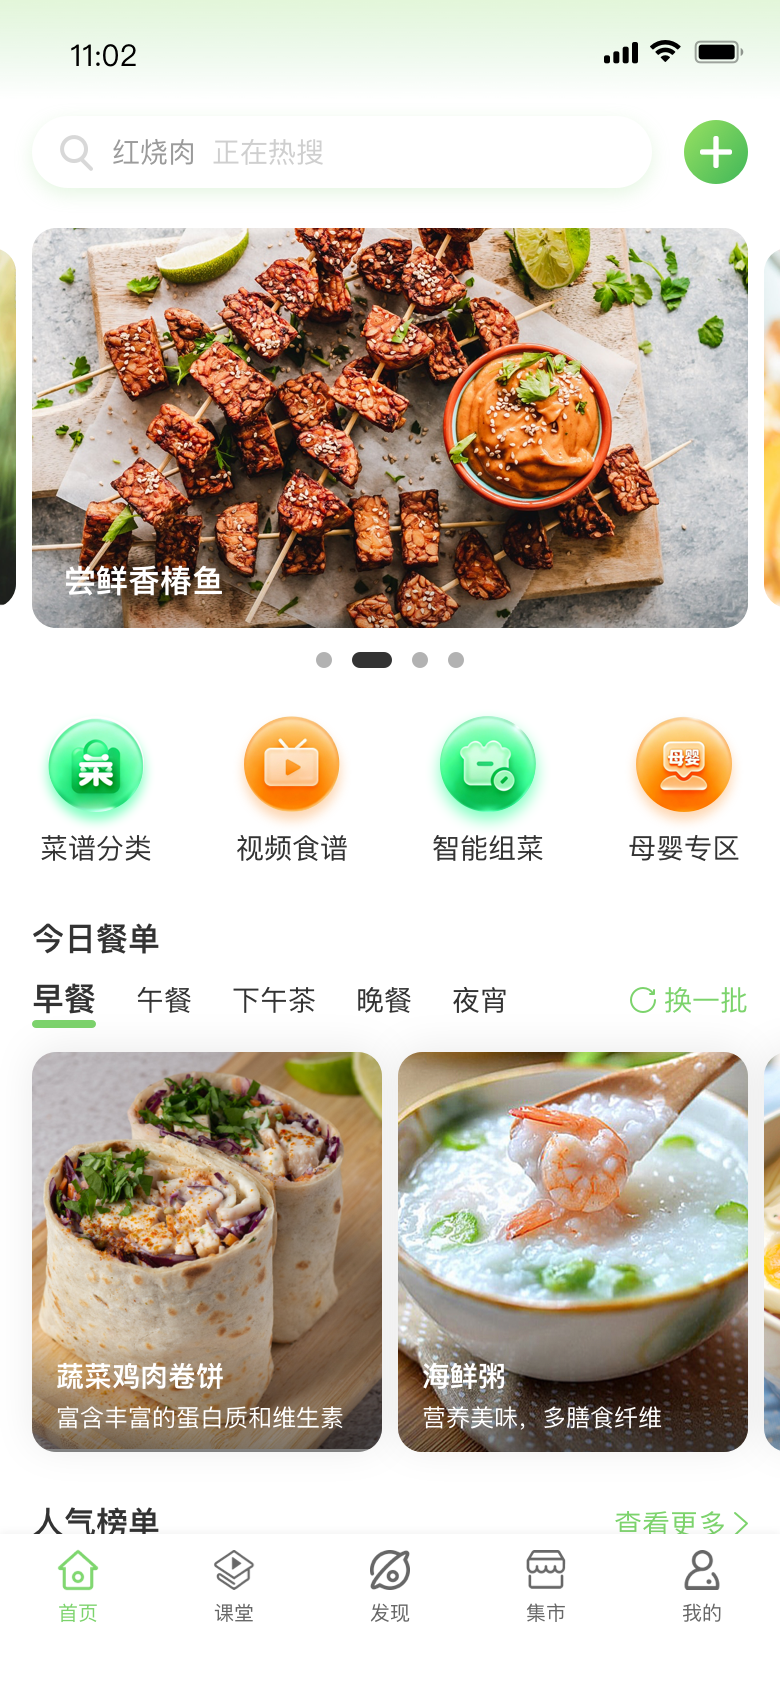 11:02
红烧肉 正在热搜
尝鲜香椿鱼
菜
母婴
菜谱分类 视频食谱 智能组菜 母婴专区
今日餐单
早餐 午餐 下午茶 晚餐 夜宵 换一批
蔬菜鸡肉卷饼
富含丰富的蛋白质和维生素
海鲜粥
营养美味，多膳食纤维
人气榜单 查看更多
首页 课堂 发现 集市 我的